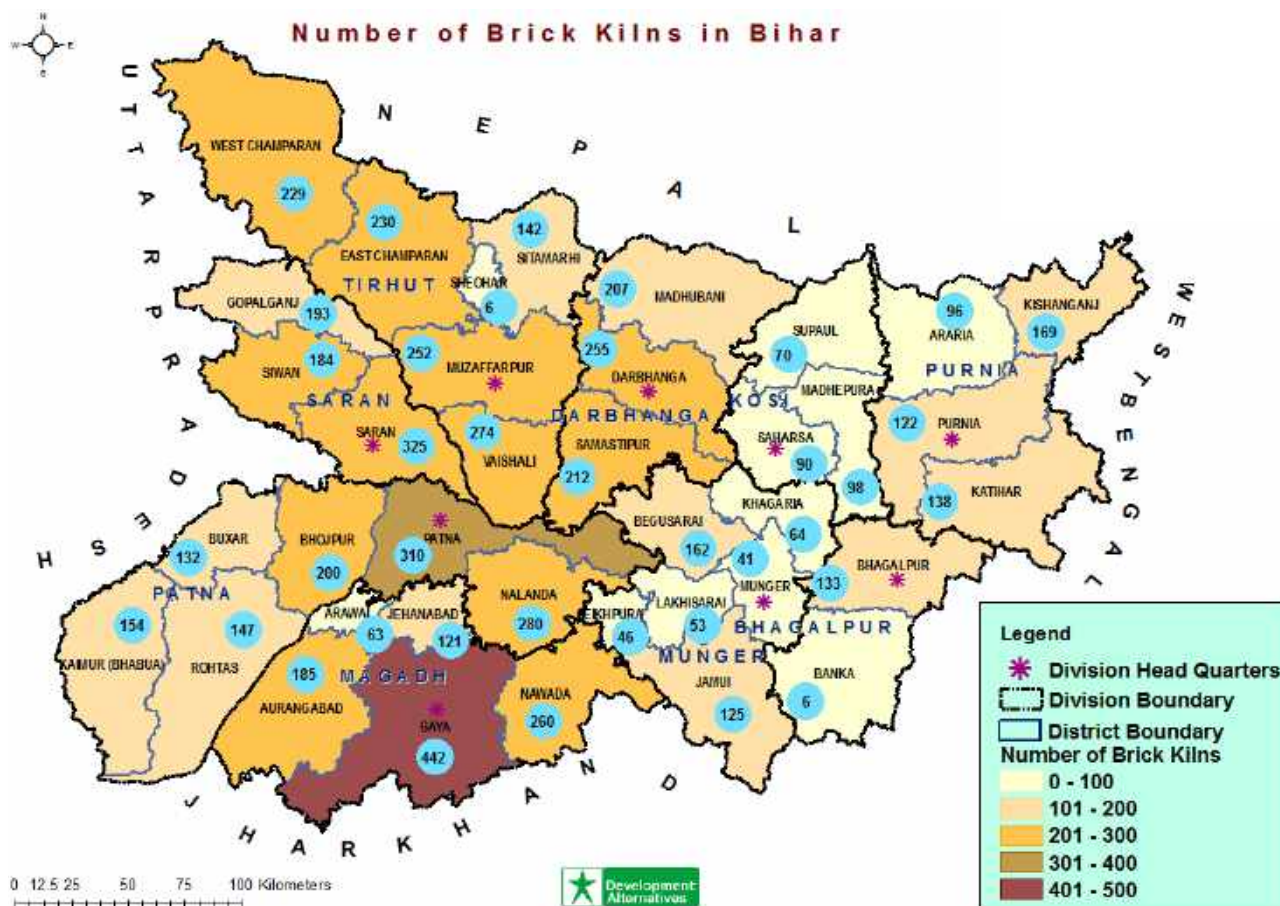 Number of Brick Kilns in Bihar
N
W
E
S
UTTARPRADESH
NEPAL
WESTBENGAL
JHARKHAND
WEST CHAMPARAN
229
230
EAST CHAMPARAN
TIRHUT
142
SITAMARHI
SHEOHAR
6
207
MADHUBANI
GOPALGANJ
193
SIWAN
184
SARAN
SARAN
325
252
MUZAFFARPUR
274
VAISHALI
255
DARBHANGA
DARBHANGA
SAMASTIPUR
212
SUPAUL
70
MADHEPURA
KOSI
SAHARSA
90
98
96
ARARIA
KISHANGANJ
169
PURNIA
122
PURNIA
138
KATIHAR
BUXAR
132
BHOJPUR
200
PATNA
310
PATNA
154
KAIMUR (BHABUA)
147
ROHTAS
BEGUSARAI
162
KHAGARIA
64
41
MUNGER
133
BHAGALPUR
BHAGALPUR
NALANDA
280
46
LAKHISARAI
53
MUNGER
JAMUI
125
BANKA
6
ARAWAL
63
JEHANABAD
121
MAGADH
185
AURANGABAD
GAYA
442
NAWADA
260
Legend
Division Head Quarters
Division Boundary
District Boundary
Number of Brick Kilns
0 - 100
101 - 200
201 - 300
301 - 400
401 - 500
0 12.5 25 50 75 100 Kilometers
Development
Alternatives